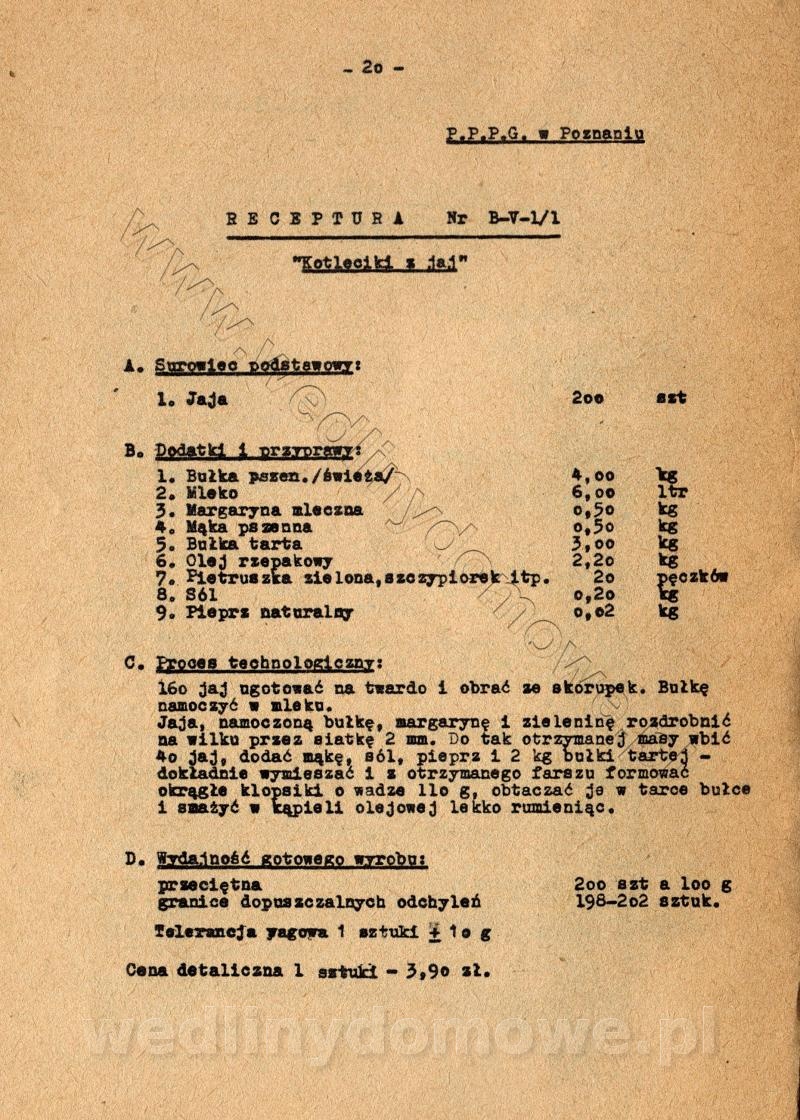 - 2o -
P.P.P.G. w Poznaniu
RECEPTURA Nr B-V-1/1
"Kotleciki z jaj"
A. Surowiec podstawowy:
1. Jaja 2oo szt
B. Dodatki i przyprawy:
1. Bułka pszen./świeża/ 4,oo kg
2. Mleko 6,oo ltr
3. Margaryna mleczna o,5o kg
4. Mąka pszenna o,5o kg
5. Bułka tarta 3,oo kg
6. Olej rzepakowy 2,2o kg
7. Pietruszka zielona,szczypiorek itp. 2o pęczków
8. Sól o,2o kg
9. Pieprz naturalny o,o2 kg
C. Proces technologiczny:
16o jaj ugotować na twardo i obrać ze skorupek. Bułkę
namoczyć w mleku.
Jaja, namoczoną bułkę, margarynę i zieleninę rozdrobnić
na wilku przez siatkę 2 mm. Do tak otrzymanej masy wbić
4o jaj, dodać mąkę, sól, pieprz i 2 kg bułki tartej -
dokładnie wymieszać i z otrzymanego farszu formować
okrągłe klopsiki o wadze 11o g, obtaczać je w tarce bułce
i smażyć w kąpieli olejowej lekko rumieniąc.
D. Wydajność gotowego wyrobu:
przeciętna 2oo szt a 1oo g
granice dopuszczalnych odchyleń 198-2o2 sztuk.
Tolerancja wagowa 1 sztuki ± 1o g
Cena detaliczna 1 sztuki - 3,9o zł.
www.wedlinydomowe.pl
wedlinydomowe.pl